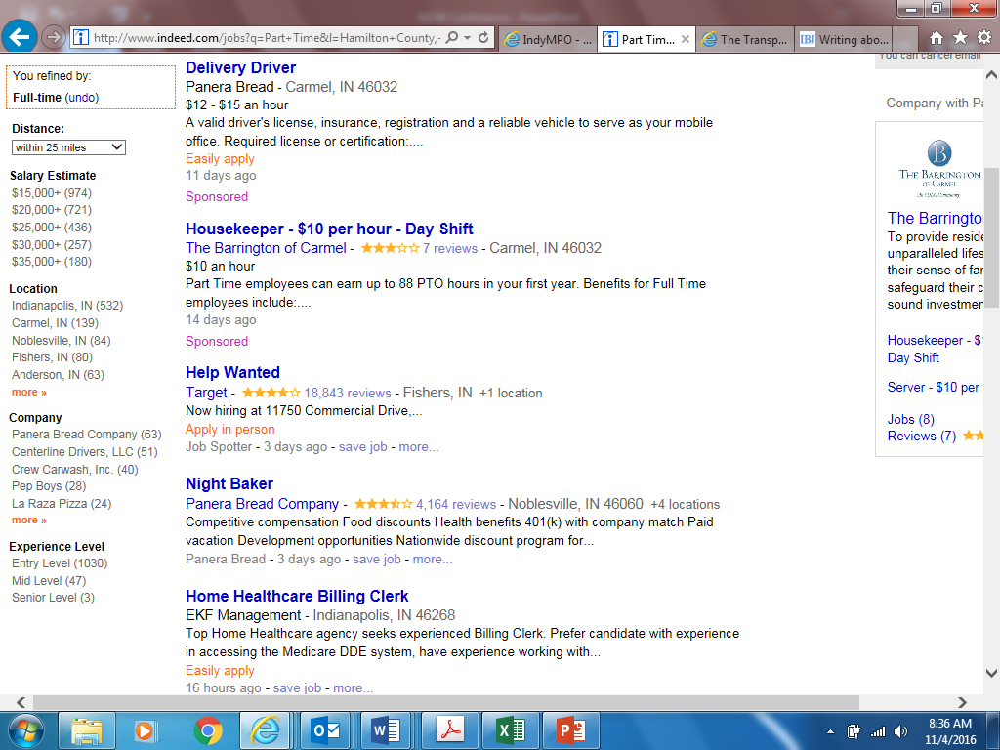 http://www.indeed.com/jobs?q=Part+Time&l=Hamilton+County,+
IndyMPO - ...
Part Tim...
The Transp...
IBJ Writing abo...
You can cancel email
You refined by:
Full-time (undo)
Distance:
within 25 miles
Salary Estimate
$15,000+ (974)
$20,000+ (721)
$25,000+ (436)
$30,000+ (257)
$35,000+ (180)
Location
Indianapolis, IN (532)
Carmel, IN (139)
Noblesville, IN (84)
Fishers, IN (80)
Anderson, IN (63)
more »
Company
Panera Bread Company (63)
Centerline Drivers, LLC (51)
Crew Carwash, Inc. (40)
Pep Boys (28)
La Raza Pizza (24)
more »
Experience Level
Entry Level (1030)
Mid Level (47)
Senior Level (3)
Delivery Driver
Panera Bread - Carmel, IN 46032
$12 - $15 an hour
A valid driver's license, insurance, registration and a reliable vehicle to serve as your mobile
office. Required license or certification:....
Easily apply
11 days ago
Sponsored
Housekeeper - $10 per hour - Day Shift
The Barrington of Carmel - 7 reviews - Carmel, IN 46032
$10 an hour
Part Time employees can earn up to 88 PTO hours in your first year. Benefits for Full Time
employees include:....
14 days ago
Sponsored
Help Wanted
Target - 18,843 reviews - Fishers, IN +1 location
Now hiring at 11750 Commercial Drive,...
Apply in person
Job Spotter - 3 days ago - save job - more...
Night Baker
Panera Bread Company - 4,164 reviews - Noblesville, IN 46060 +4 locations
Competitive compensation Food discounts Health benefits 401(k) with company match Paid
vacation Development opportunities Nationwide discount program for...
Panera Bread - 3 days ago - save job - more...
Home Healthcare Billing Clerk
EKF Management - Indianapolis, IN 46268
Top Home Healthcare agency seeks experienced Billing Clerk. Prefer candidate with experience
in accessing the Medicare DDE system, have experience working with...
Easily apply
16 hours ago - save job - more...
Company with Pa
B
THE BARRINGTON
OF CARMEL
The Barringto
To provide reside
unparalleled lifes
their sense of far
safeguard their c
sound investmer
Housekeeper - $
Day Shift
Server - $10 per
Jobs (8)
Reviews (7)
8:36 AM
11/4/2016